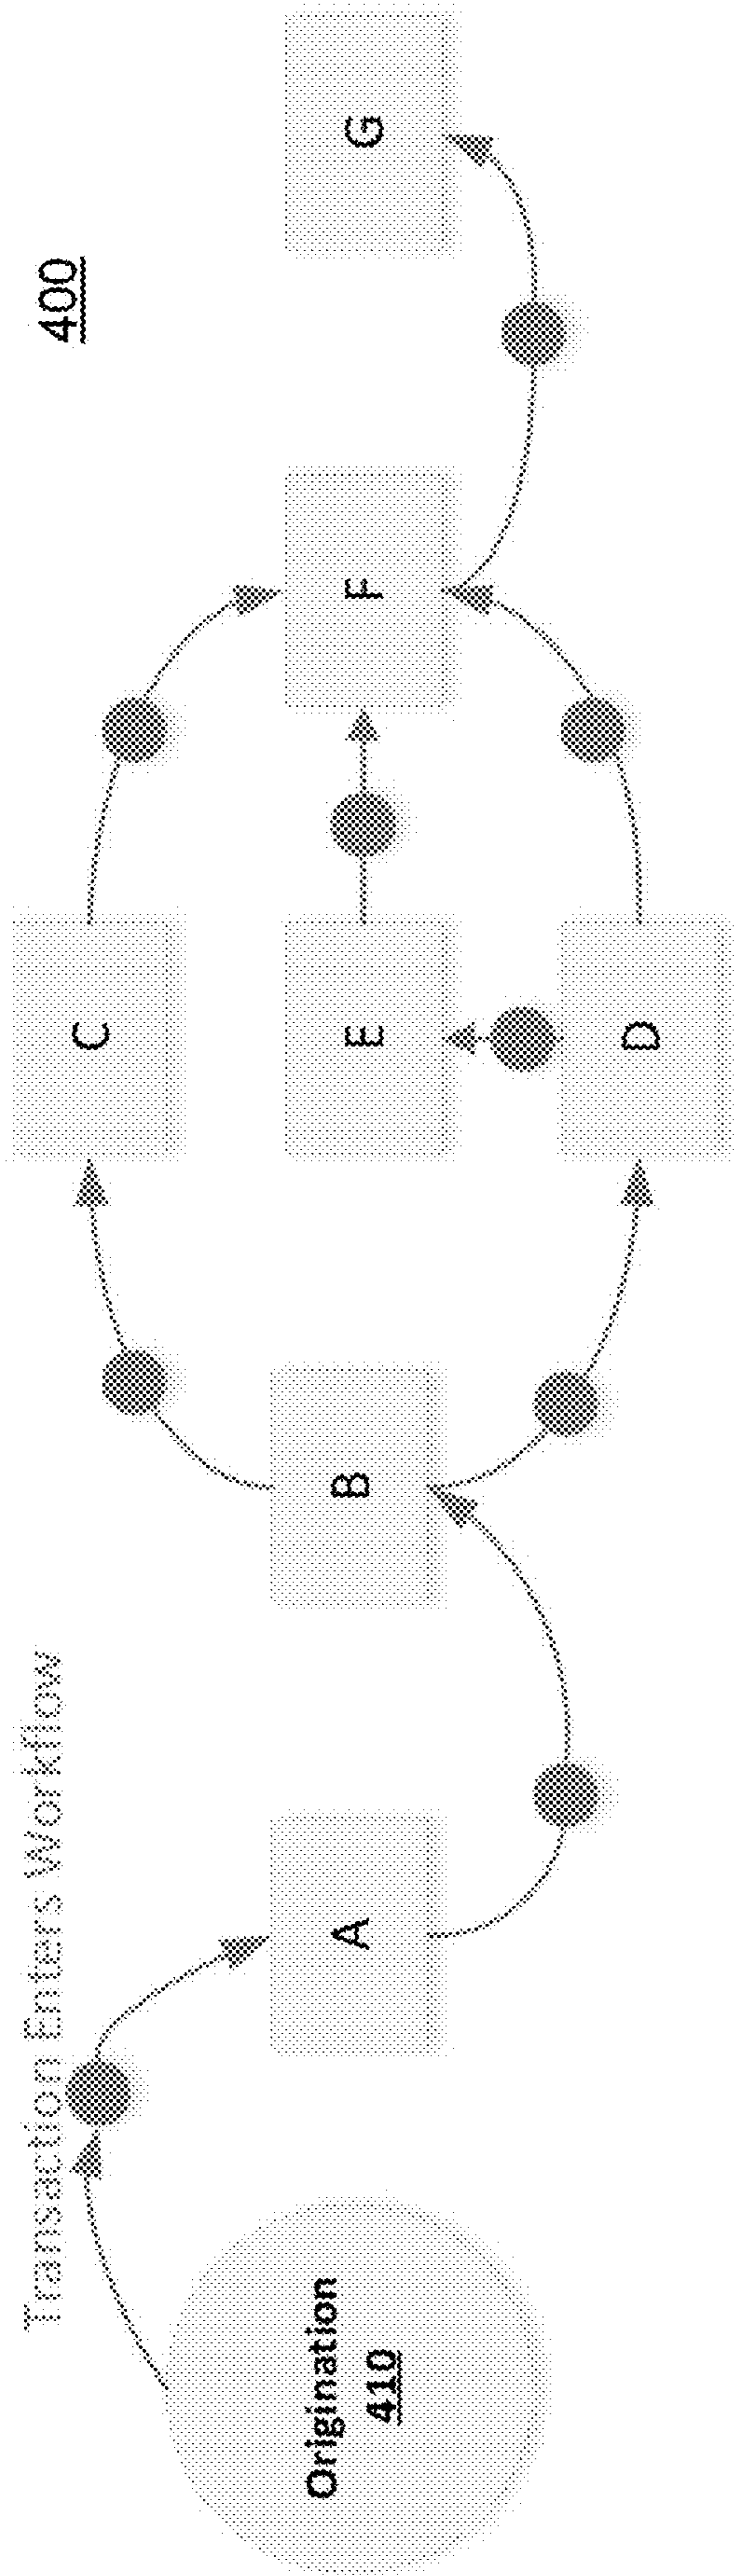 400
Transaction Enters Workflow
Origination
410
A
B
C
E
D
F
G